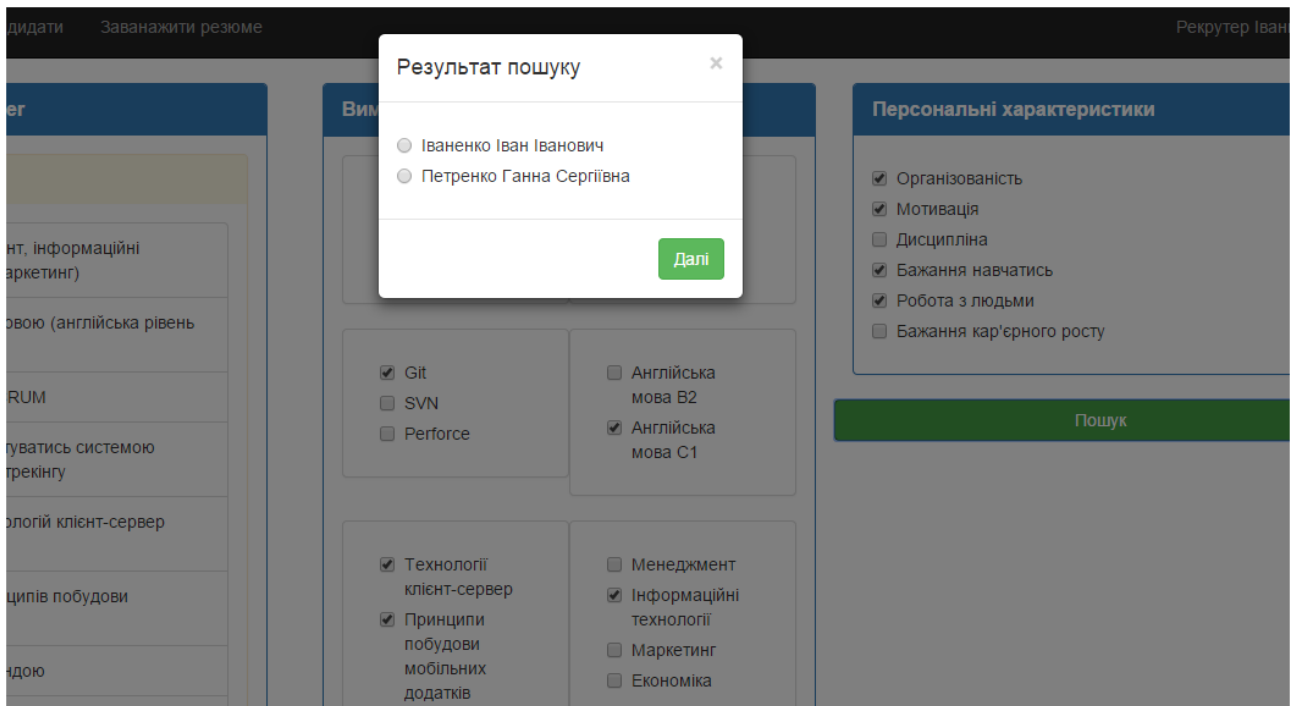 дидати Заванажити резюме
Рекрутер Іван
Результат пошуку ×
Іваненко Іван Іванович
Петренко Ганна Сергіївна
Далі
er
нт, інформаційні
аркетинг)
овою (англійська рівень
RUM
туватись системою
трекінгу
ологій клієнт-сервер
ципів побудови
ндою
Вим
Git
SVN
Perforce
Англійська
мова B2
Англійська
мова C1
Технології
клієнт-сервер
Принципи
побудови
мобільних
додатків
Менеджмент
Інформаційні
технології
Маркетинг
Економіка
Персональні характеристики
Організованість
Мотивація
Дисципліна
Бажання навчатись
Робота з людьми
Бажання кар'єрного росту
Пошук